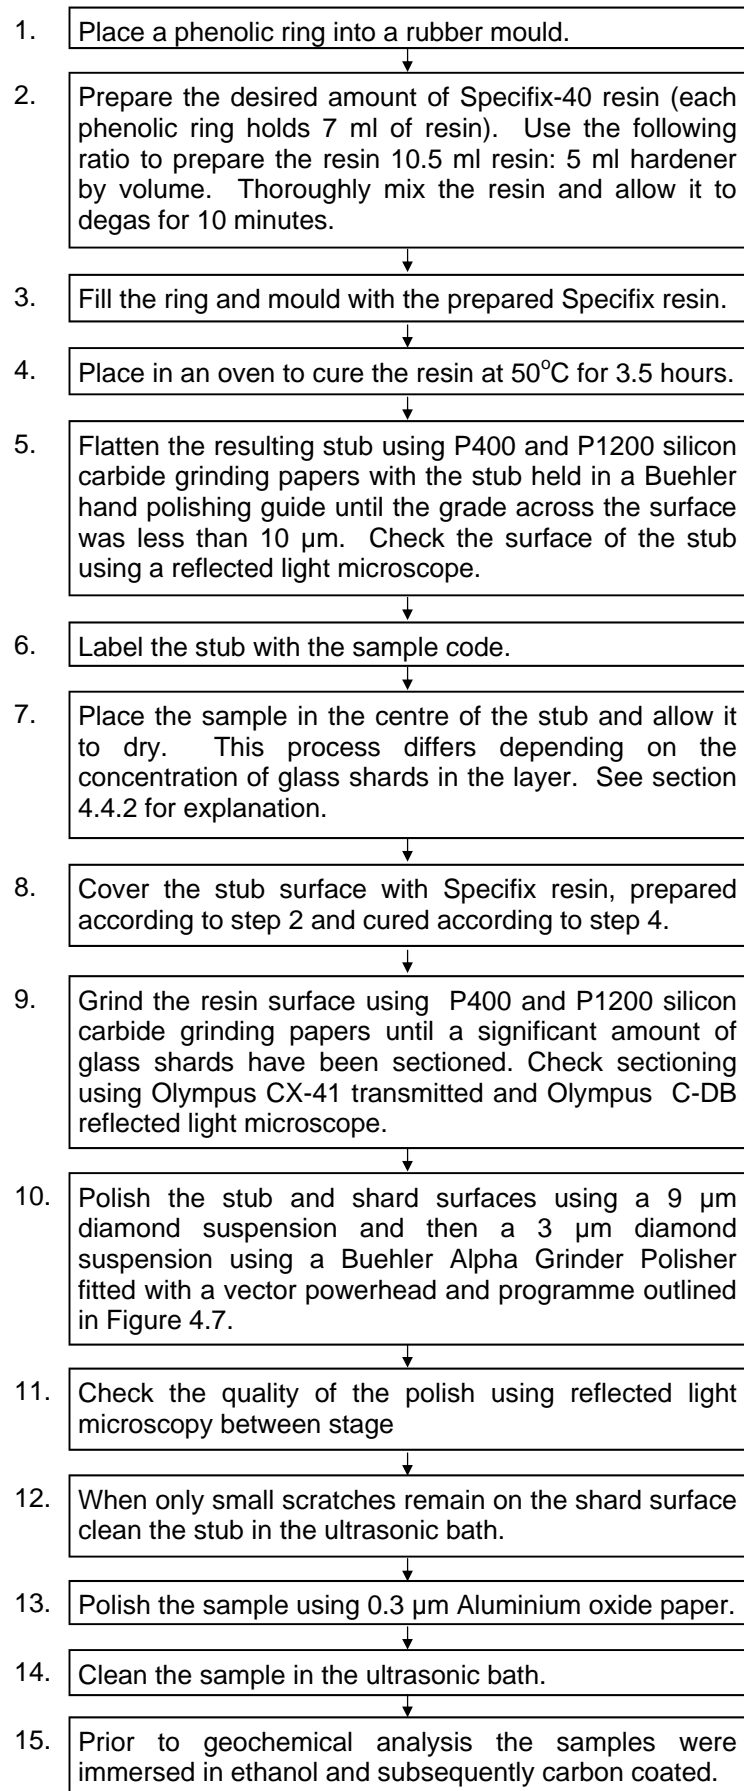 1. Place a phenolic ring into a rubber mould.
2. Prepare the desired amount of Specifix-40 resin (each
phenolic ring holds 7 ml of resin). Use the following
ratio to prepare the resin 10.5 ml resin: 5 ml hardener
by volume. Thoroughly mix the resin and allow it to
degas for 10 minutes.
3. Fill the ring and mould with the prepared Specifix resin.
4. Place in an oven to cure the resin at 50°C for 3.5 hours.
5. Flatten the resulting stub using P400 and P1200 silicon
carbide grinding papers with the stub held in a Buehler
hand polishing guide until the grade across the surface
was less than 10 µm. Check the surface of the stub
using a reflected light microscope.
6. Label the stub with the sample code.
7. Place the sample in the centre of the stub and allow it
to dry. This process differs depending on the
concentration of glass shards in the layer. See section
4.4.2 for explanation.
8. Cover the stub surface with Specifix resin, prepared
according to step 2 and cured according to step 4.
9. Grind the resin surface using P400 and P1200 silicon
carbide grinding papers until a significant amount of
glass shards have been sectioned. Check sectioning
using Olympus CX-41 transmitted and Olympus C-DB
reflected light microscope.
10. Polish the stub and shard surfaces using a 9 µm
diamond suspension and then a 3 µm diamond
suspension using a Buehler Alpha Grinder Polisher
fitted with a vector powerhead and programme outlined
in Figure 4.7.
11. Check the quality of the polish using reflected light
microscopy between stage
12. When only small scratches remain on the shard surface
clean the stub in the ultrasonic bath.
13. Polish the sample using 0.3 µm Aluminium oxide paper.
14. Clean the sample in the ultrasonic bath.
15. Prior to geochemical analysis the samples were
immersed in ethanol and subsequently carbon coated.